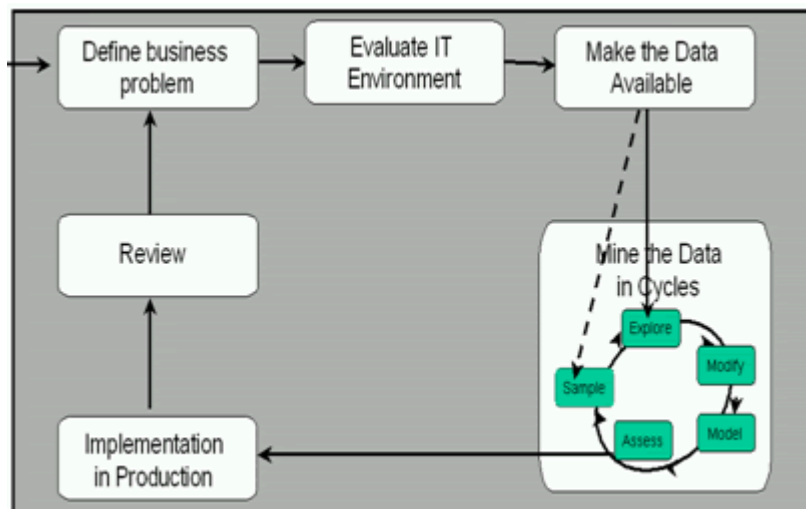 Define business
problem
Evaluate IT
Environment
Make the Data
Available
Review
Mine the Data
in Cycles
Explore
Modify
Sample
Model
Assess
Implementation
in Production